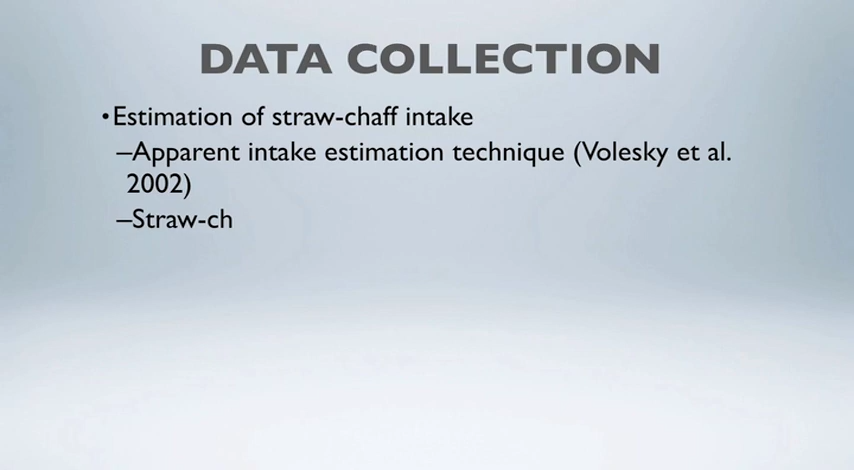 DATA COLLECTION
•Estimation of straw-chaff intake
–Apparent intake estimation technique (Volesky et al.
2002)
–Straw-ch